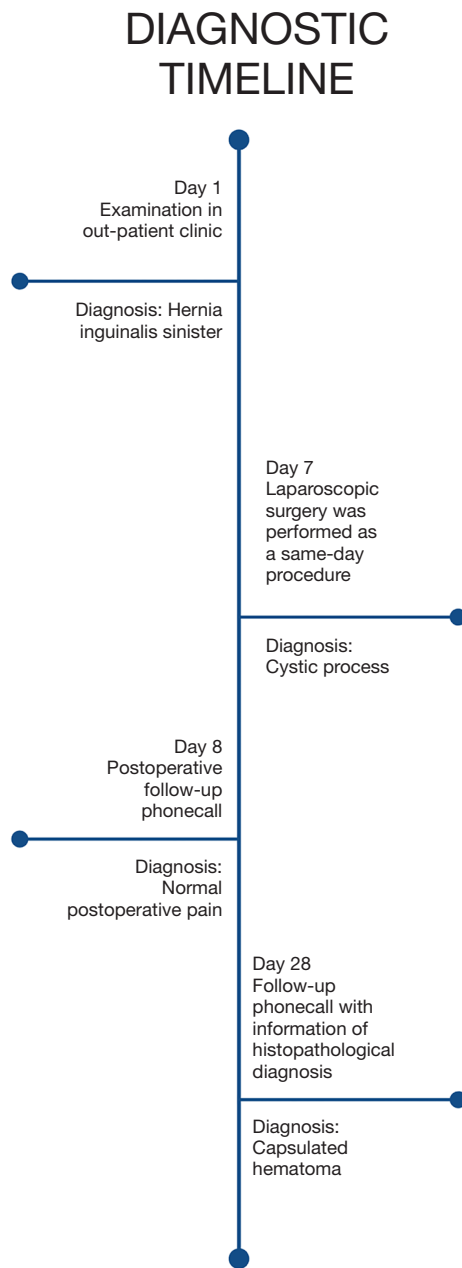 DIAGNOSTIC
TIMELINE
Day 1
Examination in
out-patient clinic
Diagnosis: Hernia
inguinalis sinister
Day 7
Laparoscopic
surgery was
performed as
a same-day
procedure
Diagnosis:
Cystic process
Day 8
Postoperative
follow-up
phonecall
Diagnosis:
Normal
postoperative pain
Day 28
Follow-up
phonecall with
information of
histopathological
diagnosis
Diagnosis:
Capsulated
hematoma